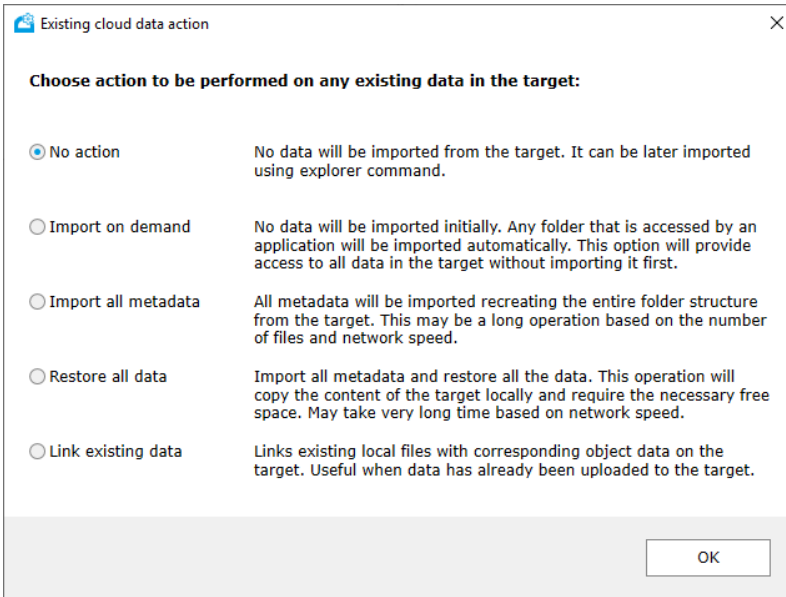 Existing cloud data action
Choose action to be performed on any existing data in the target:
No action
No data will be imported from the target. It can be later imported
using explorer command.
Import on demand
No data will be imported initially. Any folder that is accessed by an
application will be imported automatically. This option will provide
access to all data in the target without importing it first.
Import all metadata
All metadata will be imported recreating the entire folder structure
from the target. This may be a long operation based on the number
of files and network speed.
Restore all data
Import all metadata and restore all the data. This operation will
copy the content of the target locally and require the necessary free
space. May take very long time based on network speed.
Link existing data
Links existing local files with corresponding object data on the
target. Useful when data has already been uploaded to the target.
OK